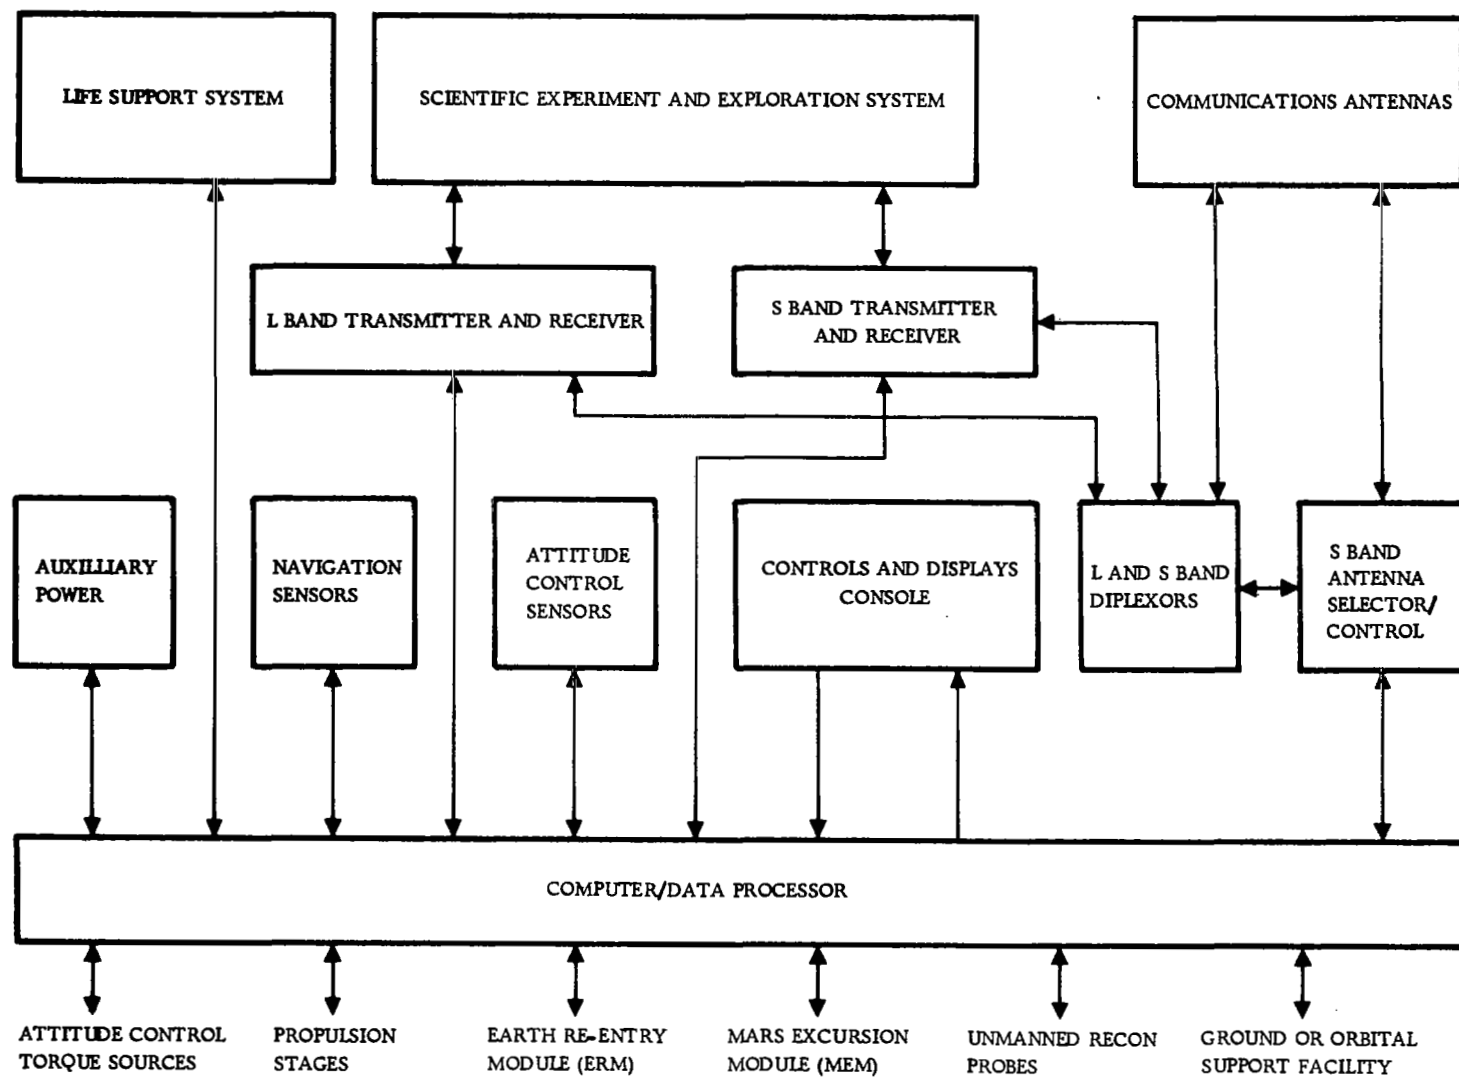 LIFE SUPPORT SYSTEM
SCIENTIFIC EXPERIMENT AND EXPLORATION SYSTEM
COMMUNICATIONS ANTENNAS
L BAND TRANSMITTER AND RECEIVER
S BAND TRANSMITTER
AND RECEIVER
AUXILLIARY
POWER
NAVIGATION
SENSORS
ATTITUDE
CONTROL
SENSORS
CONTROLS AND DISPLAYS
CONSOLE
L AND S BAND
DIPLEXORS
S BAND
ANTENNA
SELECTOR/
CONTROL
COMPUTER/DATA PROCESSOR
ATTITUDE CONTROL
TORQUE SOURCES
PROPULSION
STAGES
EARTH RE-ENTRY
MODULE (ERM)
MARS EXCURSION
MODULE (MEM)
UNMANNED RECON
PROBES
GROUND OR ORBITAL
SUPPORT FACILITY